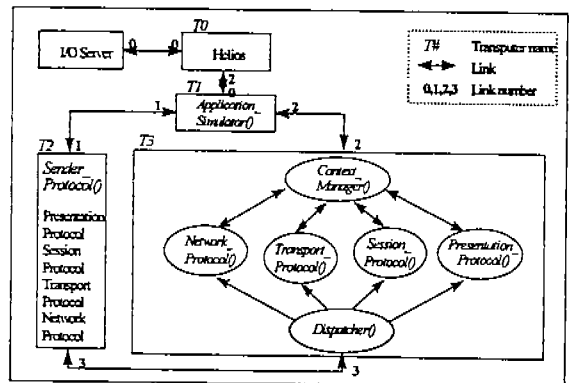 T0
I/O Server
0
0
Helios
2
0
T1
Application_
Simulator()
1
2
T#
Transputer name
Link
0,1,2,3
Link number
T2
1
Sender_
Protocol()
Presentation
Protocol
Session
Protocol
Transport
Protocol
Network
Protocol
3
T3
2
Context_
Manager()
Network_
Protocol()
Transport_
Protocol()
Session_
Protocol()
Presentation_
Protocol()
Dispatcher()
3